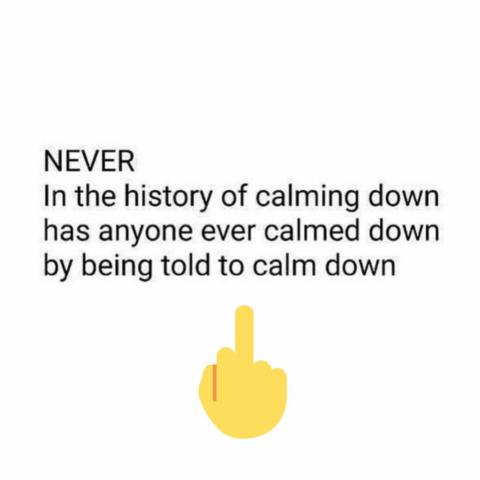 NEVER
In the history of calming down
has anyone ever calmed down
by being told to calm down